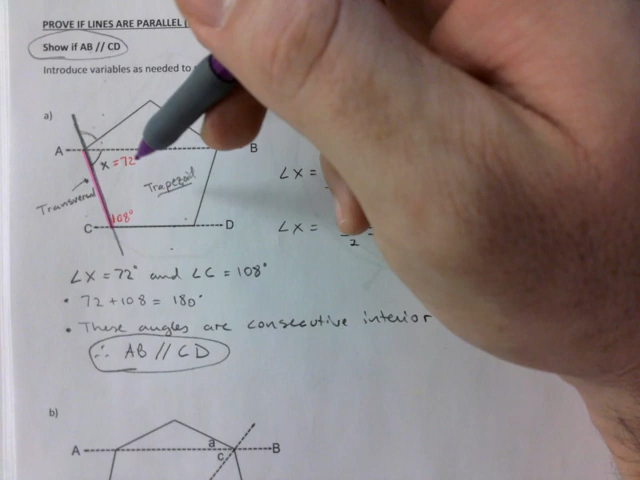 PROVE IF LINES ARE PARALLEL
Show if AB // CD
Introduce variables as needed to
a)
A
B
x = 72°
∠X =
Trapezoid
Transversal
108°
C
D
∠X =
2
∠X = 72° and ∠C = 108°
• 72 + 108 = 180°
• These angles are consecutive interior
∴ AB // CD
b)
A
a
B
c